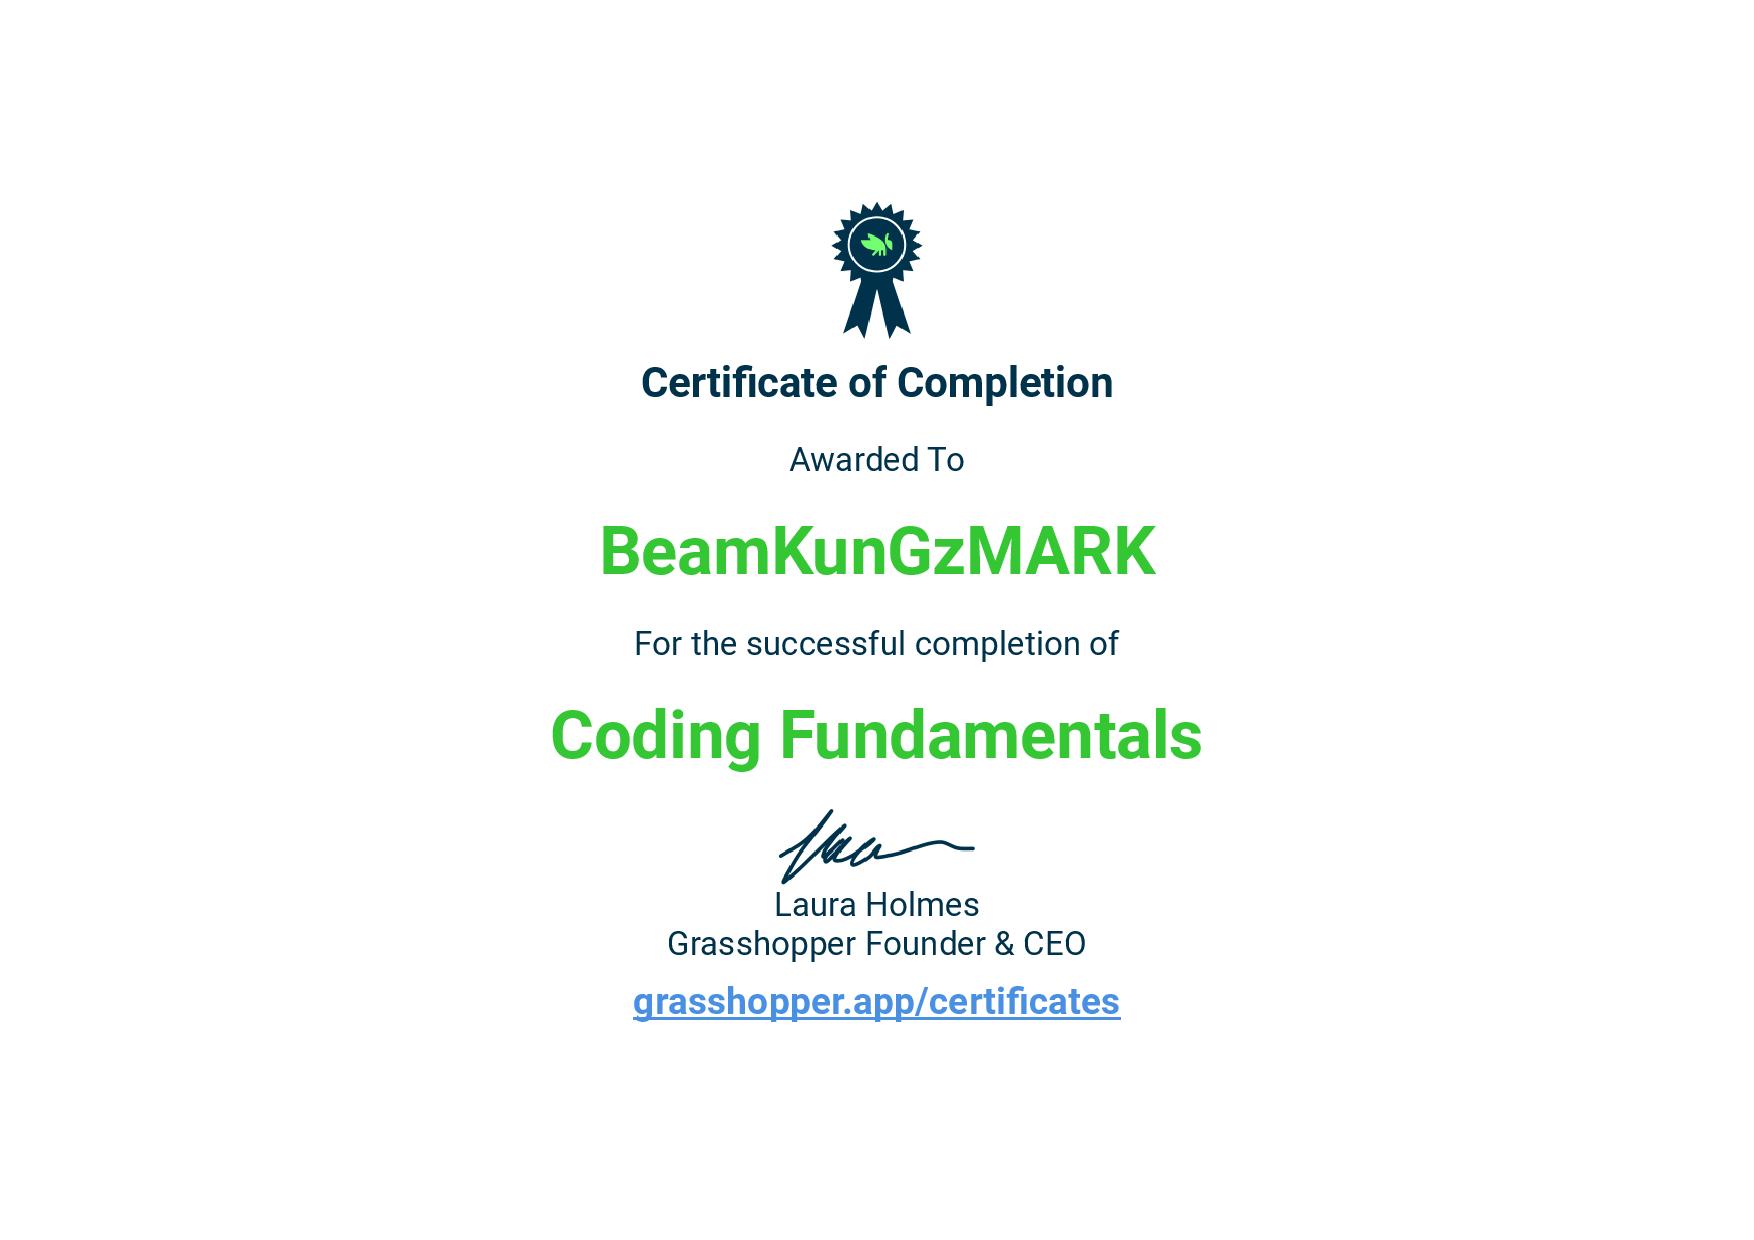 Certificate of Completion
Awarded To
BeamKunGzMARK
For the successful completion of
Coding Fundamentals
Laura Holmes
Grasshopper Founder & CEO
grasshopper.app/certificates